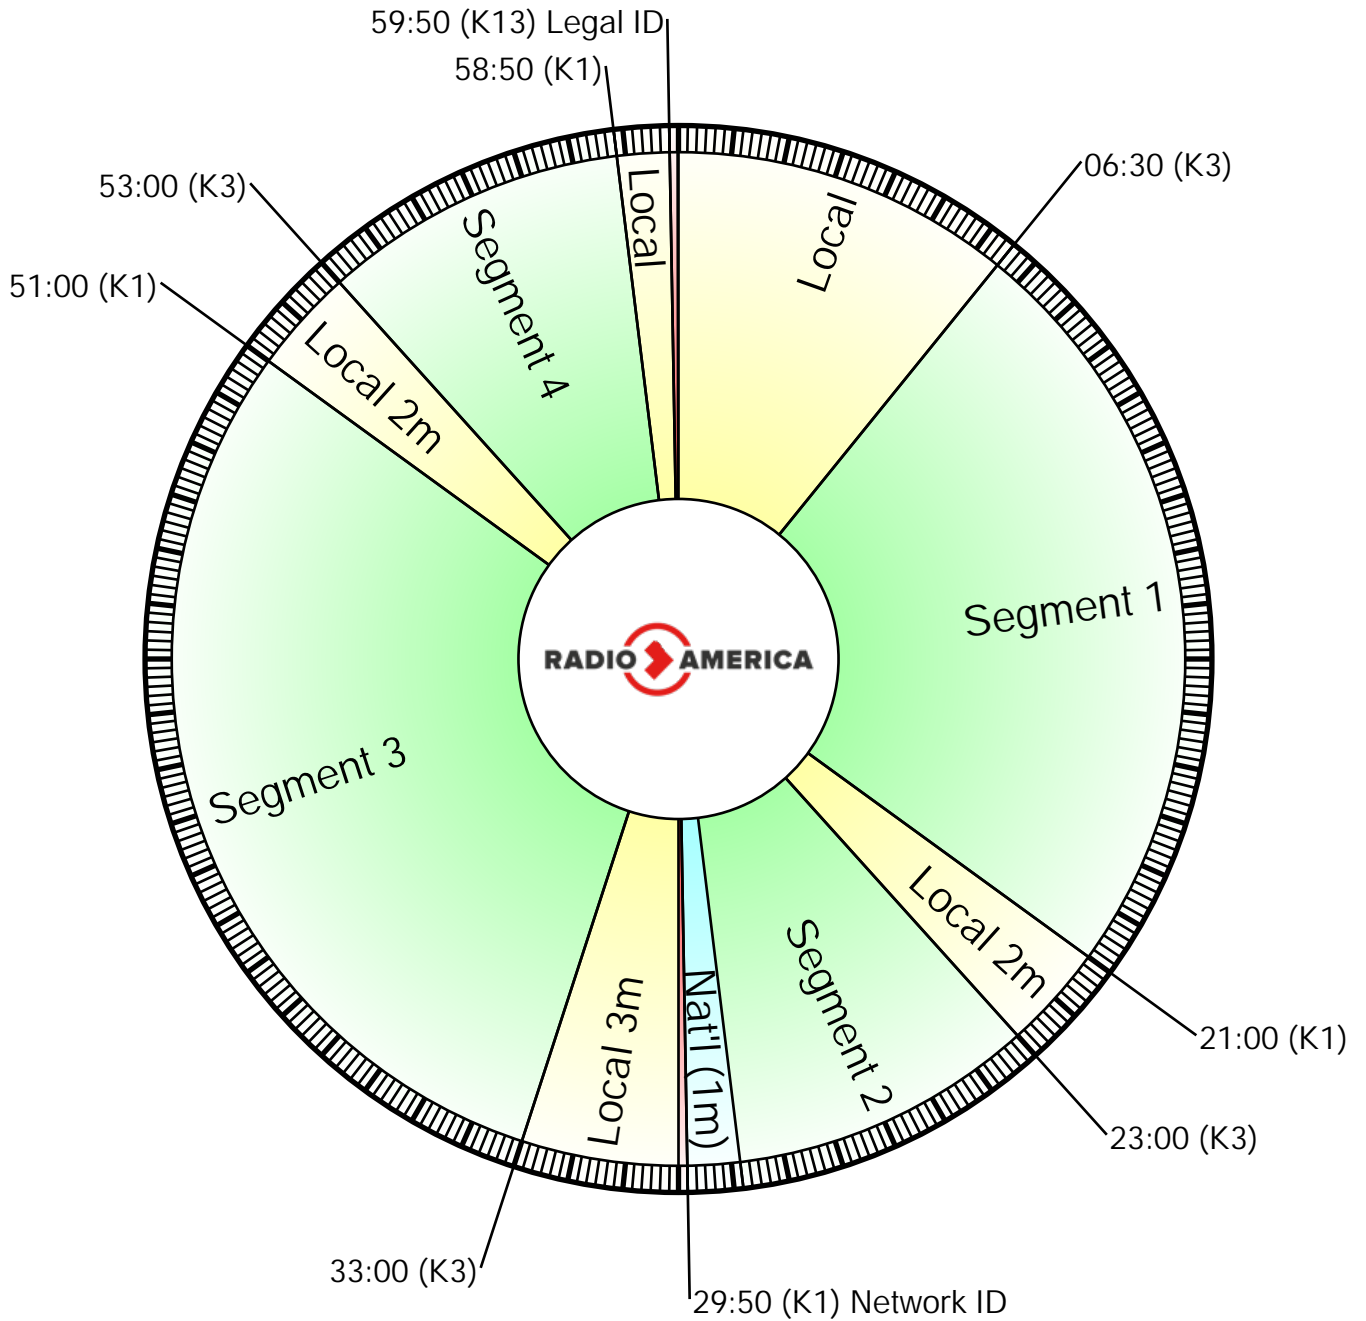 59:50 (K13) Legal ID
58:50 (K1)
06:30 (K3)
53:00 (K3)
51:00 (K1)
Local
Local
Segment 4
Local 2m
Segment 1
RADIO AMERICA
Segment 3
Local 2m
Segment 2
Nat'l (1m)
Local 3m
21:00 (K1)
23:00 (K3)
33:00 (K3)
29:50 (K1) Network ID